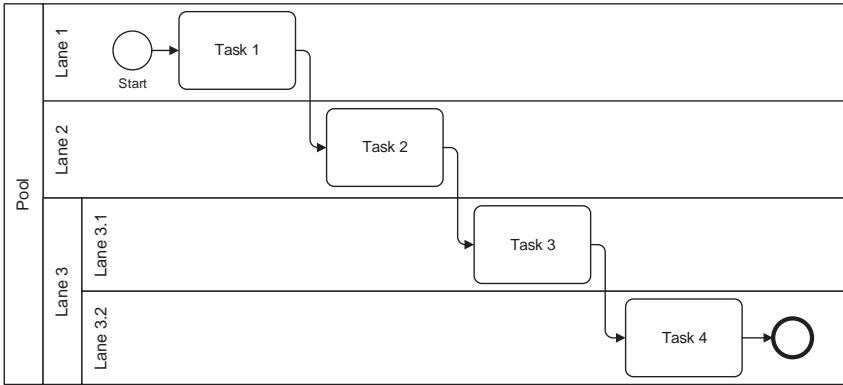 Pool
Lane 1
Start
Task 1
Lane 2
Task 2
Lane 3
Lane 3.1
Task 3
Lane 3.2
Task 4